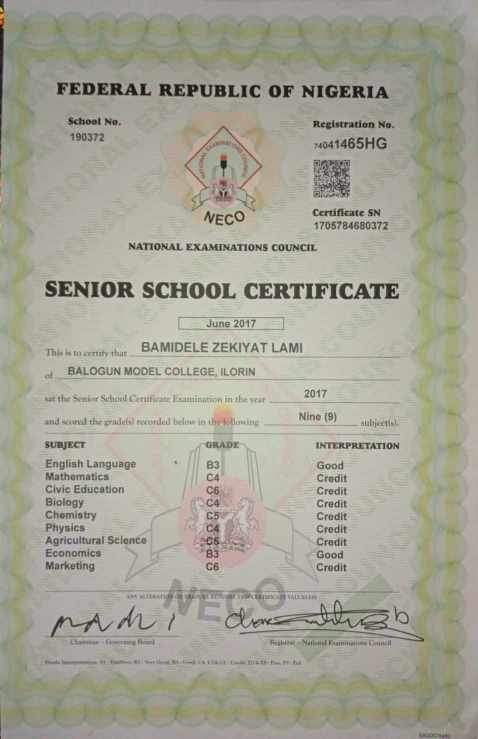 FEDERAL REPUBLIC OF NIGERIA
School No.
190372
Registration No.
74041465HG
NATIONAL EXAMINATIONS COUNCIL
NECO
Certificate SN
1705784680372
NATIONAL EXAMINATIONS COUNCIL
SENIOR SCHOOL CERTIFICATE
June 2017
This is to certify that BAMIDELE ZEKIYAT LAMI
of BALOGUN MODEL COLLEGE, ILORIN
sat the Senior School Certificate Examination in the year 2017
and scored the grade(s) recorded below in the following Nine (9) subject(s).
SUBJECT GRADE INTERPRETATION
English Language B3 Good
Mathematics C4 Credit
Civic Education C6 Credit
Biology C4 Credit
Chemistry C5 Credit
Physics C4 Credit
Agricultural Science C5 Credit
Economics B3 Good
Marketing C6 Credit
NECO
Chairman - Governing Board
Registrar - National Examinations Council